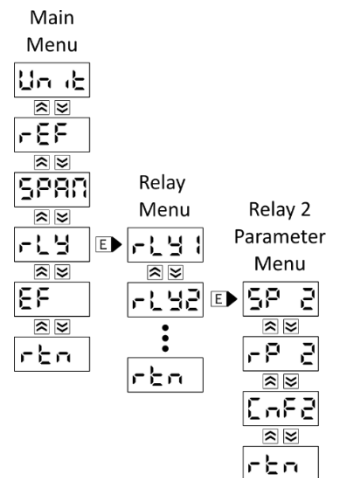 Main
Menu
Unit
rEF
SPAN
rLY
EF
rtn
Relay
Menu
E
rLY1
rLY2
rtn
Relay 2
Parameter
Menu
E
SP 2
rP 2
CnF2
rtn